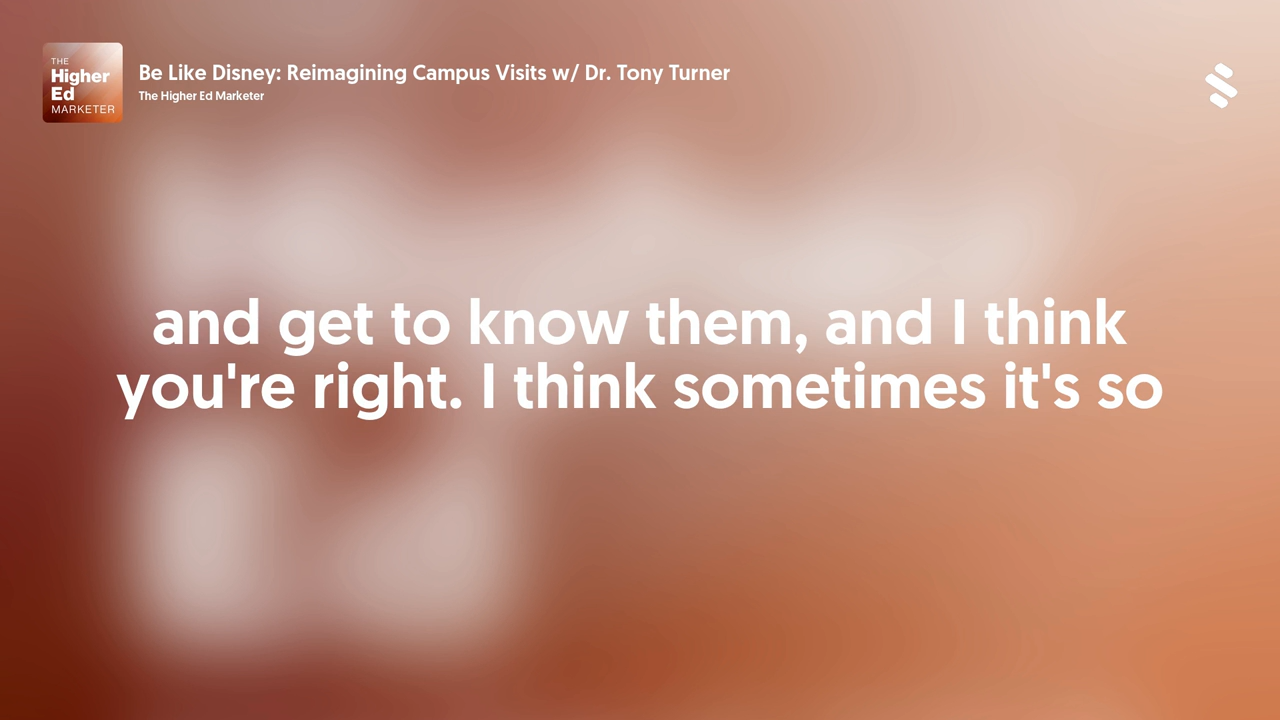 THE
Higher
Ed
MARKETER
Be Like Disney: Reimagining Campus Visits w/ Dr. Tony Turner
The Higher Ed Marketer
and get to know them, and I think
you're right. I think sometimes it's so